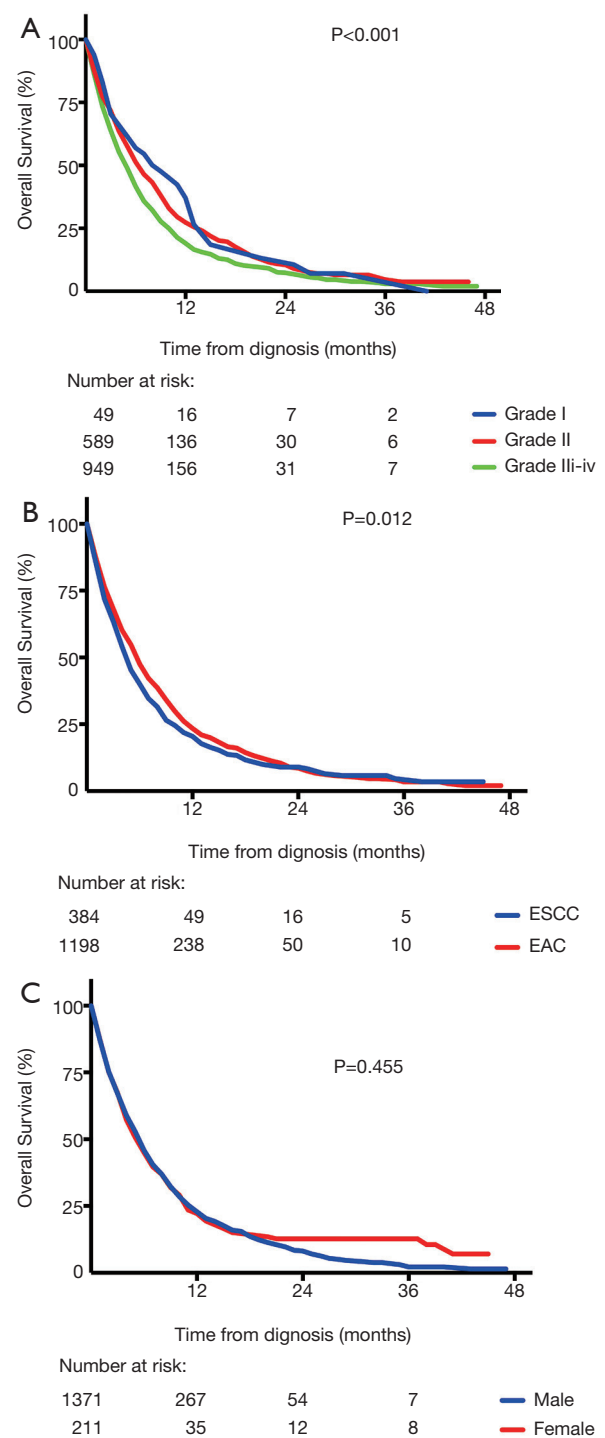 A
P<0.001
100
75
50
25
0
Overall Survival (%)
12 24 36 48
Time from dignosis (months)
Number at risk:
49 16 7 2 Grade I
589 136 30 6 Grade II
949 156 31 7 Grade IIi-iv
B
P=0.012
100
75
50
25
0
Overall Survival (%)
12 24 36 48
Time from dignosis (months)
Number at risk:
384 49 16 5 ESCC
1198 238 50 10 EAC
C
P=0.455
100
75
50
25
0
Overall Survival (%)
12 24 36 48
Time from dignosis (months)
Number at risk:
1371 267 54 7 Male
211 35 12 8 Female